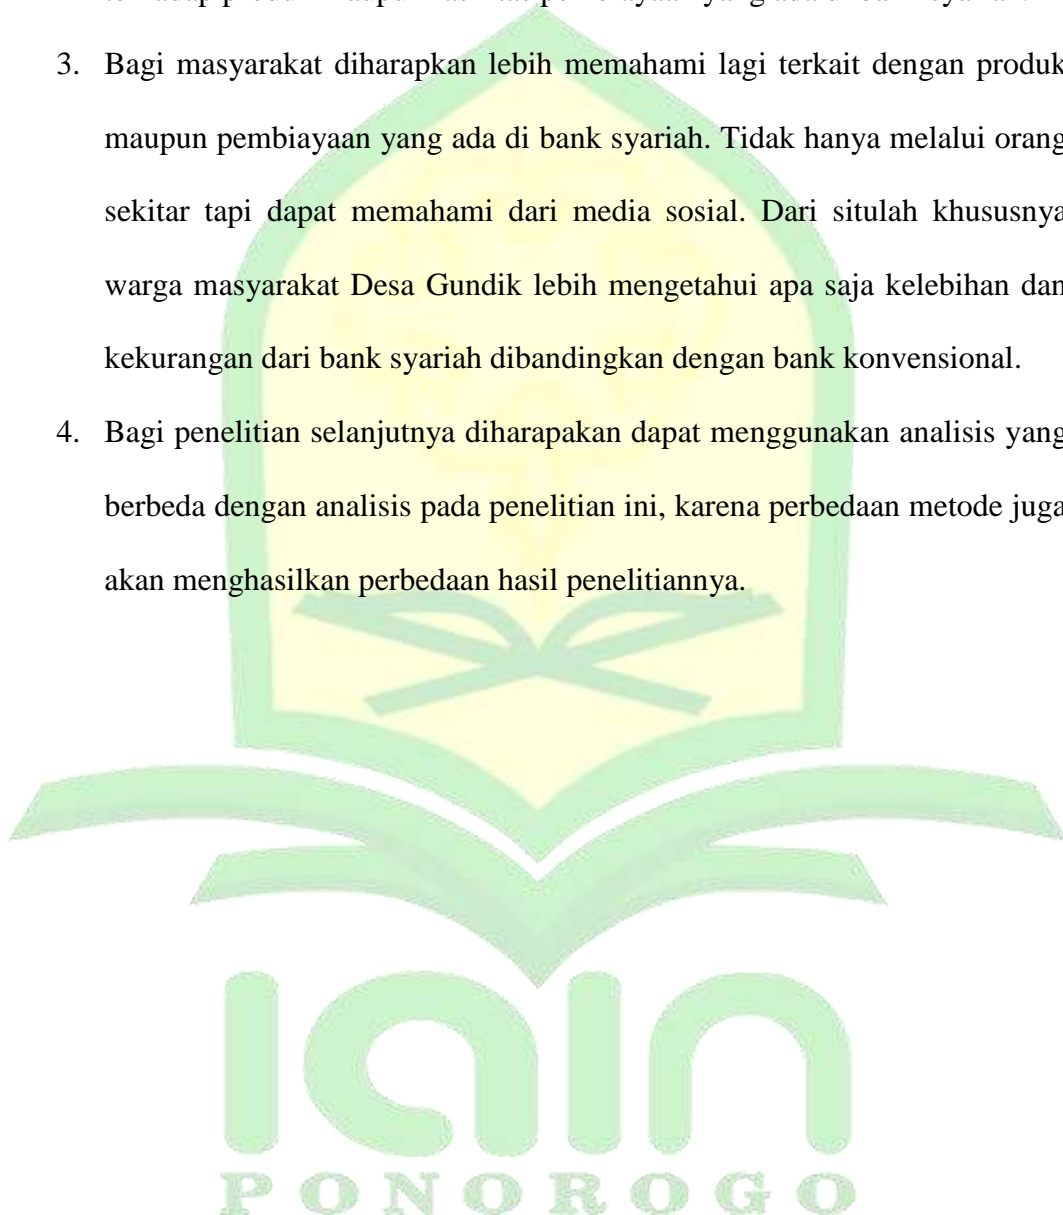 3. Bagi masyarakat diharapkan lebih memahami lagi terkait dengan produk
maupun pembiayaan yang ada di bank syariah. Tidak hanya melalui orang
sekitar tapi dapat memahami dari media sosial. Dari situlah khususnya
warga masyarakat Desa Gundik lebih mengetahui apa saja kelebihan dan
kekurangan dari bank syariah dibandingkan dengan bank konvensional.
4. Bagi penelitian selanjutnya diharapakan dapat menggunakan analisis yang
berbeda dengan analisis pada penelitian ini, karena perbedaan metode juga
akan menghasilkan perbedaan hasil penelitiannya.
iain
PONOROGO